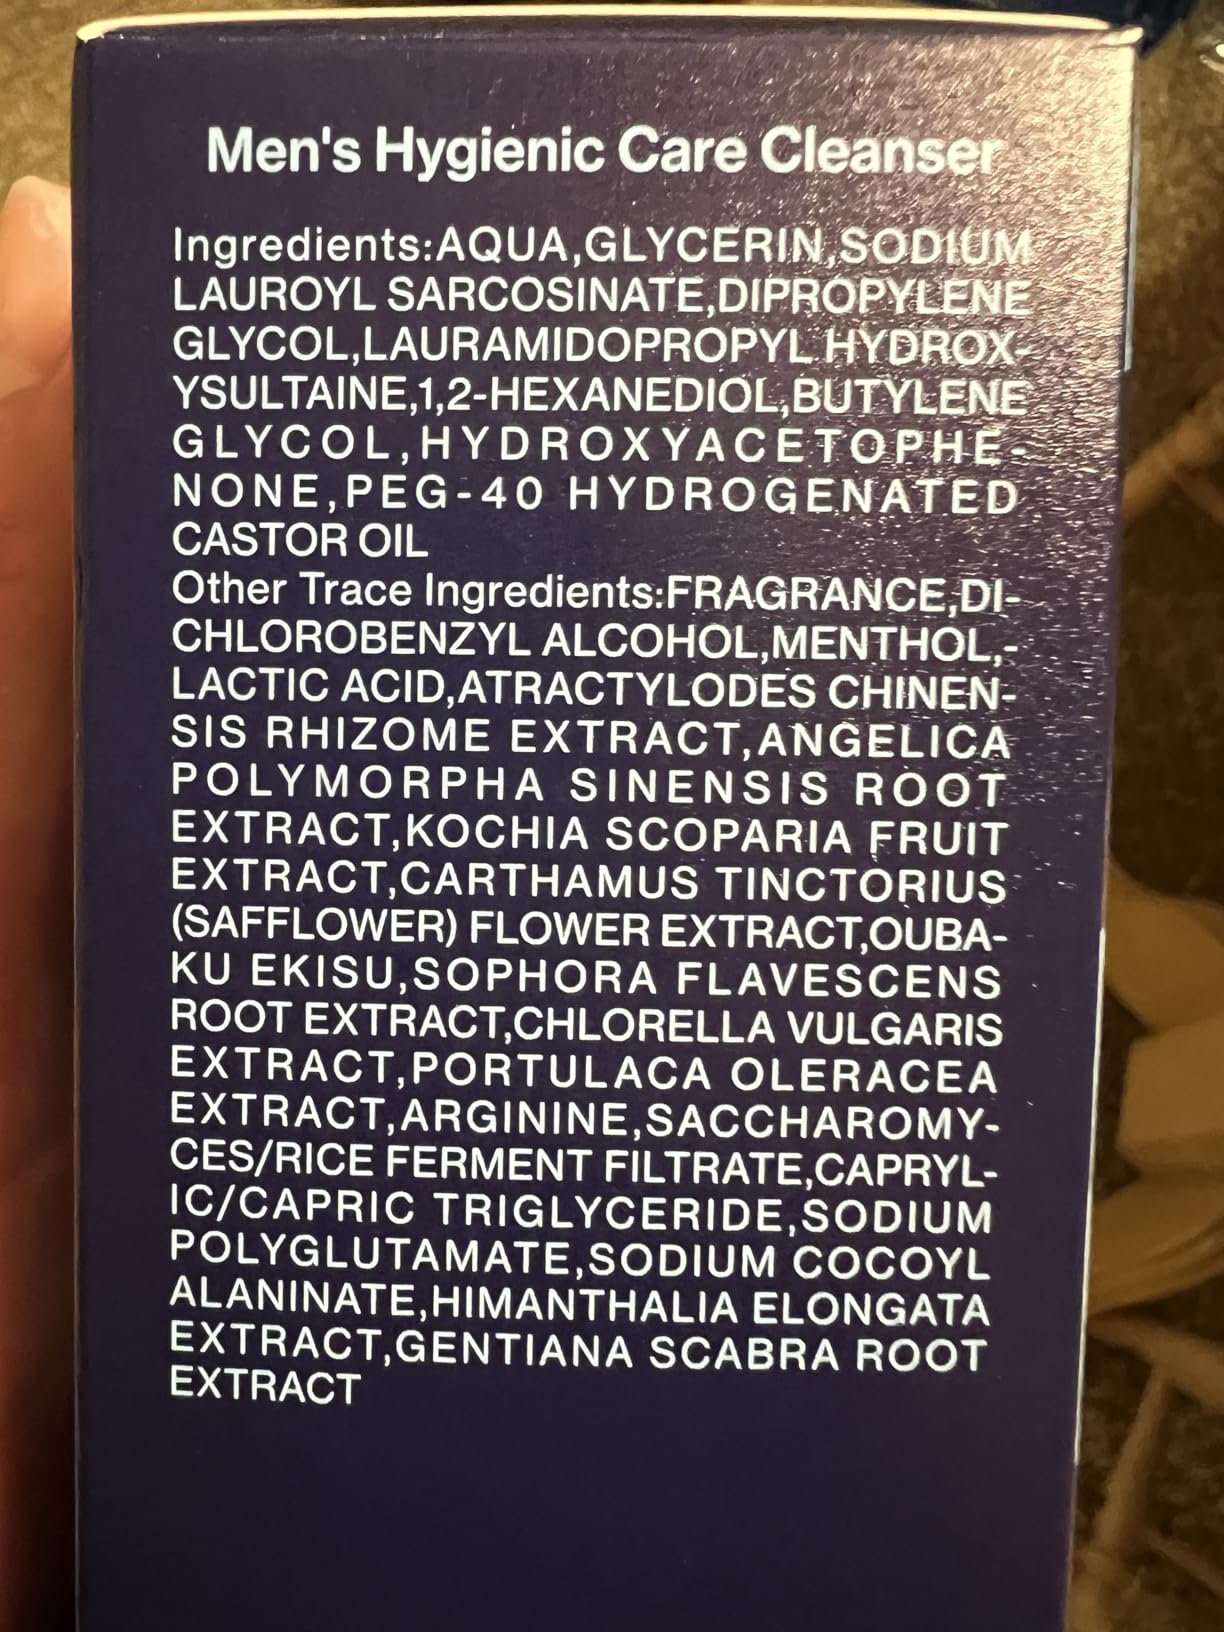 Men's Hygienic Care Cleanser
Ingredients:AQUA,GLYCERIN,SODIUM
LAUROYL SARCOSINATE,DIPROPYLENE
GLYCOL,LAURAMIDOPROPYL HYDROX-
YSULTAINE,1,2-HEXANEDIOL,BUTYLENE
GLYCOL,HYDROXYACETOPHE-
NONE,PEG-40 HYDROGENATED
CASTOR OIL
Other Trace Ingredients:FRAGRANCE,DI-
CHLOROBENZYL ALCOHOL,MENTHOL,-
LACTIC ACID,ATRACTYLODES CHINEN-
SIS RHIZOME EXTRACT,ANGELICA
POLYMORPHA SINENSIS ROOT
EXTRACT,KOCHIA SCOPARIA FRUIT
EXTRACT,CARTHAMUS TINCTORIUS
(SAFFLOWER) FLOWER EXTRACT,OUBA-
KU EKISU,SOPHORA FLAVESCENS
ROOT EXTRACT,CHLORELLA VULGARIS
EXTRACT,PORTULACA OLERACEA
EXTRACT,ARGININE,SACCHAROMY-
CES/RICE FERMENT FILTRATE,CAPRYL-
IC/CAPRIC TRIGLYCERIDE,SODIUM
POLYGLUTAMATE,SODIUM COCOYL
ALANINATE,HIMANTHALIA ELONGATA
EXTRACT,GENTIANA SCABRA ROOT
EXTRACT